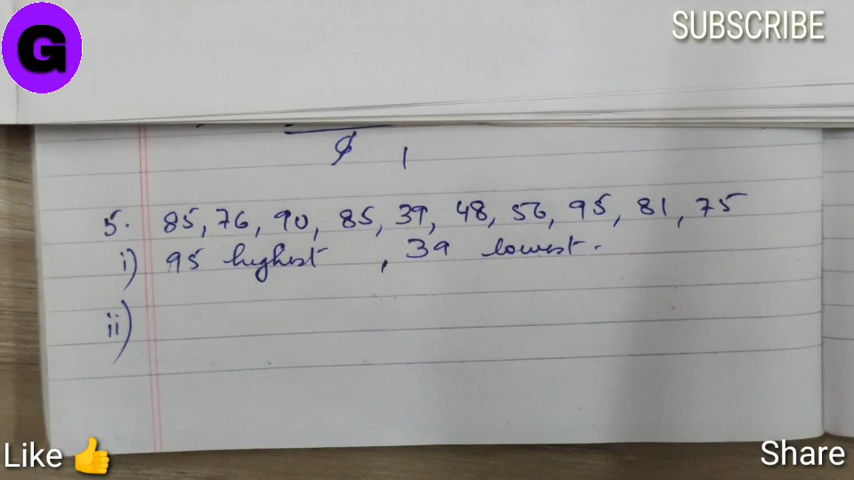 G
SUBSCRIBE
1
5. 85, 76, 90, 85, 39, 48, 56, 95, 81, 75
i) 95 highest , 39 lowest.
ii)
Like 👍
Share